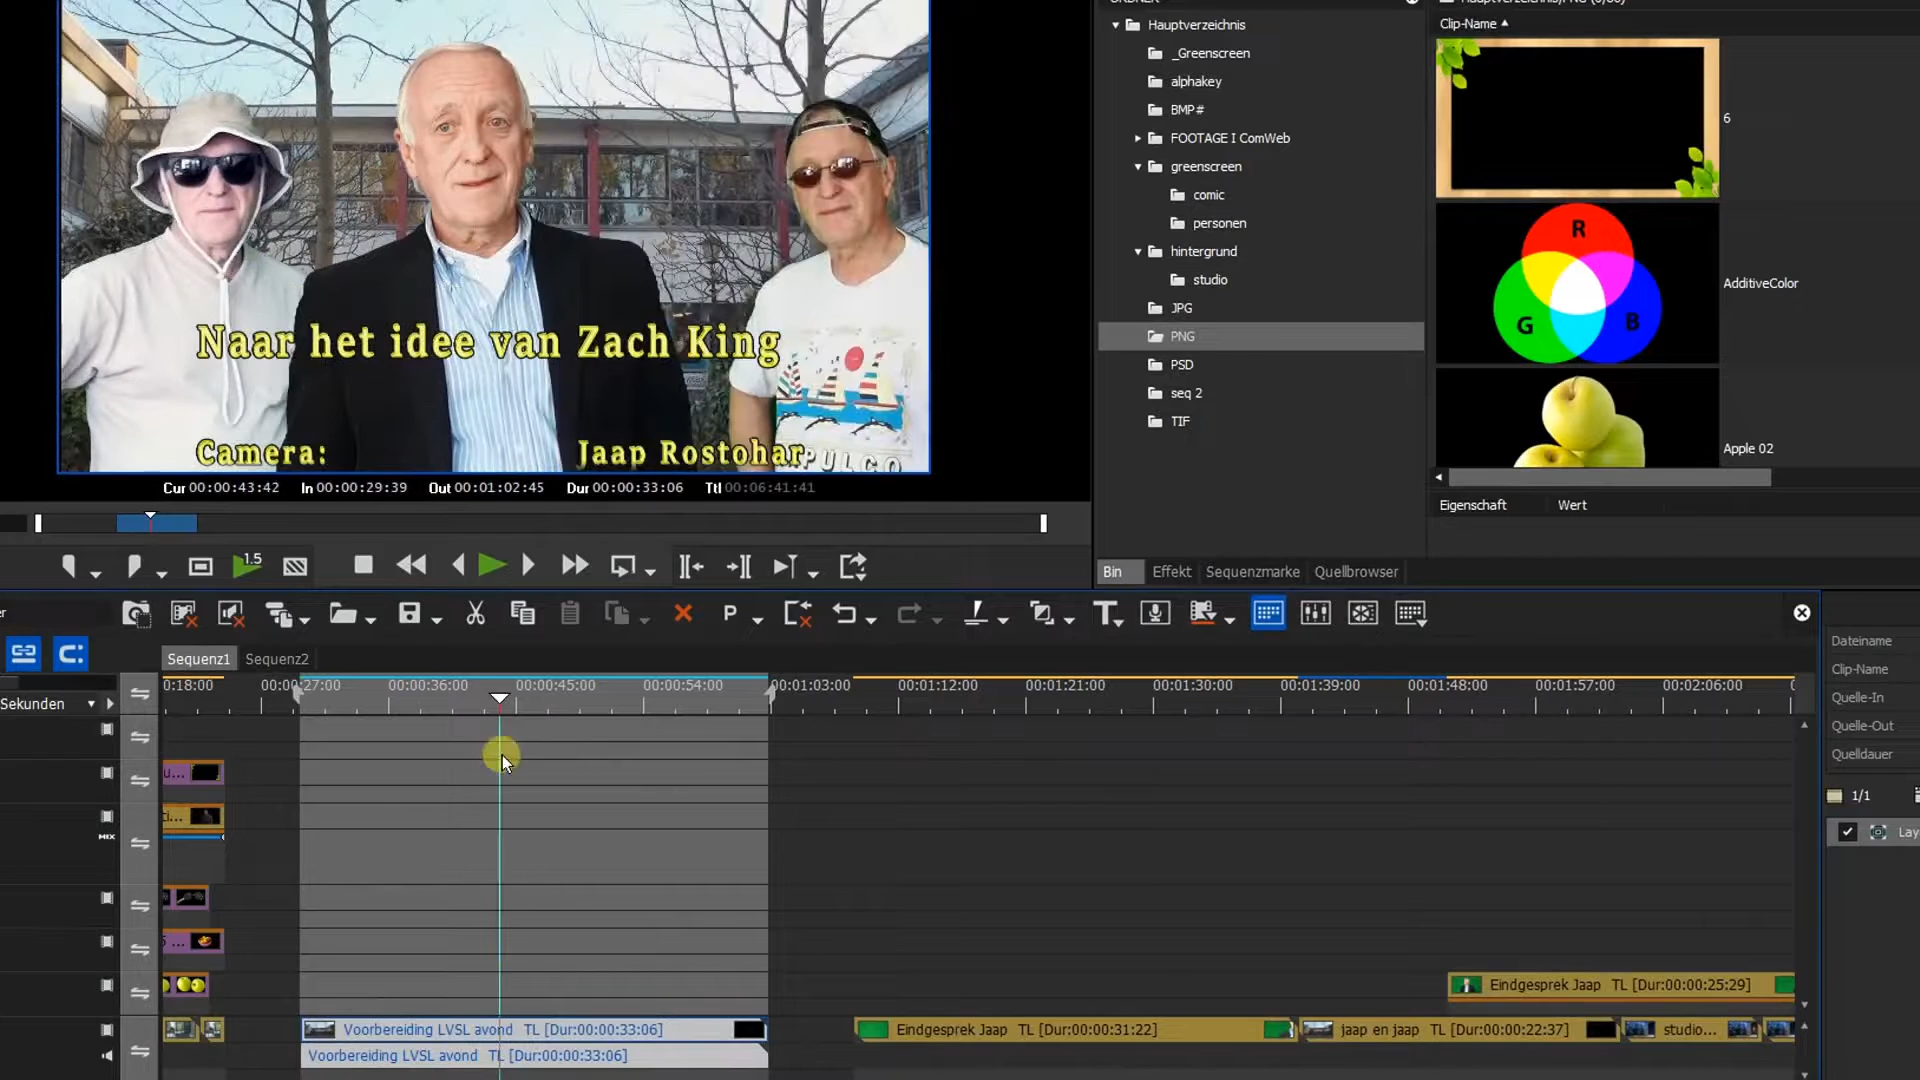 Naar het idee van Zach King
Camera: Jaap Rostohar
PULCO
Cur 00:00:43:42 In 00:00:29:39 Out 00:01:02:45 Dur 00:00:33:06 Ttl 00:06:41:41
1.5
Hauptverzeichnis
_Greenscreen
alphakey
BMP#
FOOTAGE I ComWeb
greenscreen
comic
personen
hintergrund
studio
JPG
PNG
PSD
seq 2
TIF
Clip-Name
6
R
G
B
AdditiveColor
Apple 02
Eigenschaft Wert
Bin Effekt Sequenzmarke Quellbrowser
P T
Sequenz1 Sequenz2
Sekunden
0:18:00 00:00:27:00 00:00:36:00 00:00:45:00 00:00:54:00 00:01:03:00 00:01:12:00 00:01:21:00 00:01:30:00 00:01:39:00 00:01:48:00 00:01:57:00 00:02:06:00
u...
MIX
...
Eindgesprek Jaap TL [Dur:00:00:25:29]
Voorbereiding LVSL avond TL [Dur:00:00:33:06]
Eindgesprek Jaap TL [Dur:00:00:31:22]
jaap en jaap TL [Dur:00:00:22:37]
studio...
Voorbereiding LVSL avond TL [Dur:00:00:33:06]
Dateiname
Clip-Name
Quelle-In
Quelle-Out
Quelldauer
1/1
Lay